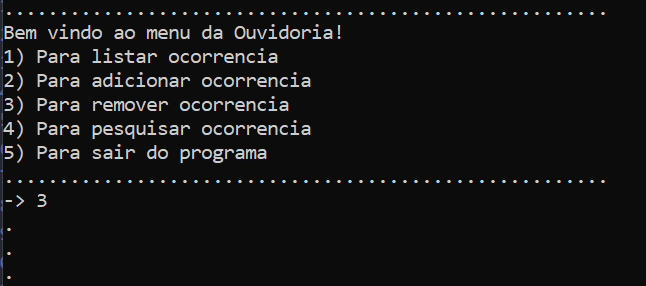 .......................................................
Bem vindo ao menu da Ouvidoria!
1) Para listar ocorrencia
2) Para adicionar ocorrencia
3) Para remover ocorrencia
4) Para pesquisar ocorrencia
5) Para sair do programa
.......................................................
-> 3
.
.
.